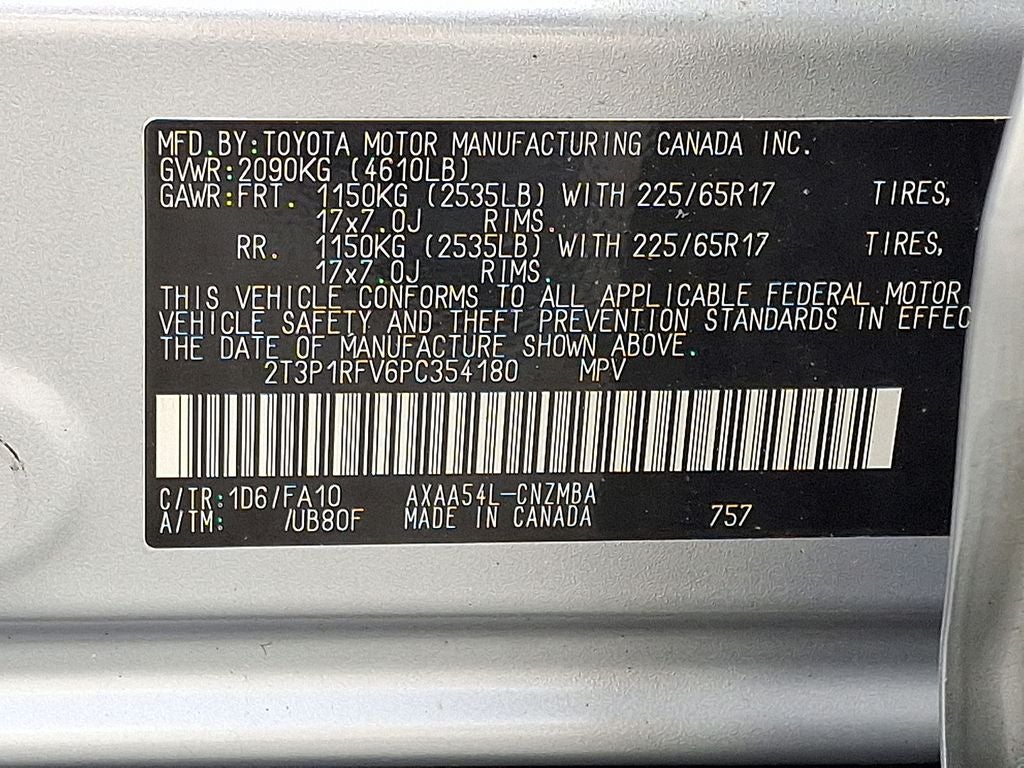 MFD.BY:TOYOTA MOTOR MANUFACTURING CANADA INC.
GVWR:2090KG (4610LB)
GAWR:FRT. 1150KG (2535LB) WITH 225/65R17 TIRES,
17x7.0J RIMS.
RR. 1150KG (2535LB) WITH 225/65R17 TIRES,
17x7.0J RIMS.
THIS VEHICLE CONFORMS TO ALL APPLICABLE FEDERAL MOTOR
VEHICLE SAFETY AND THEFT PREVENTION STANDARDS IN EFFEC
THE DATE OF MANUFACTURE SHOWN ABOVE.
2T3P1RFV6PC354180 MPV
C/TR:1D6/FA10 AXAA54L-CNZMBA
A/TM: /UB80F MADE IN CANADA 757